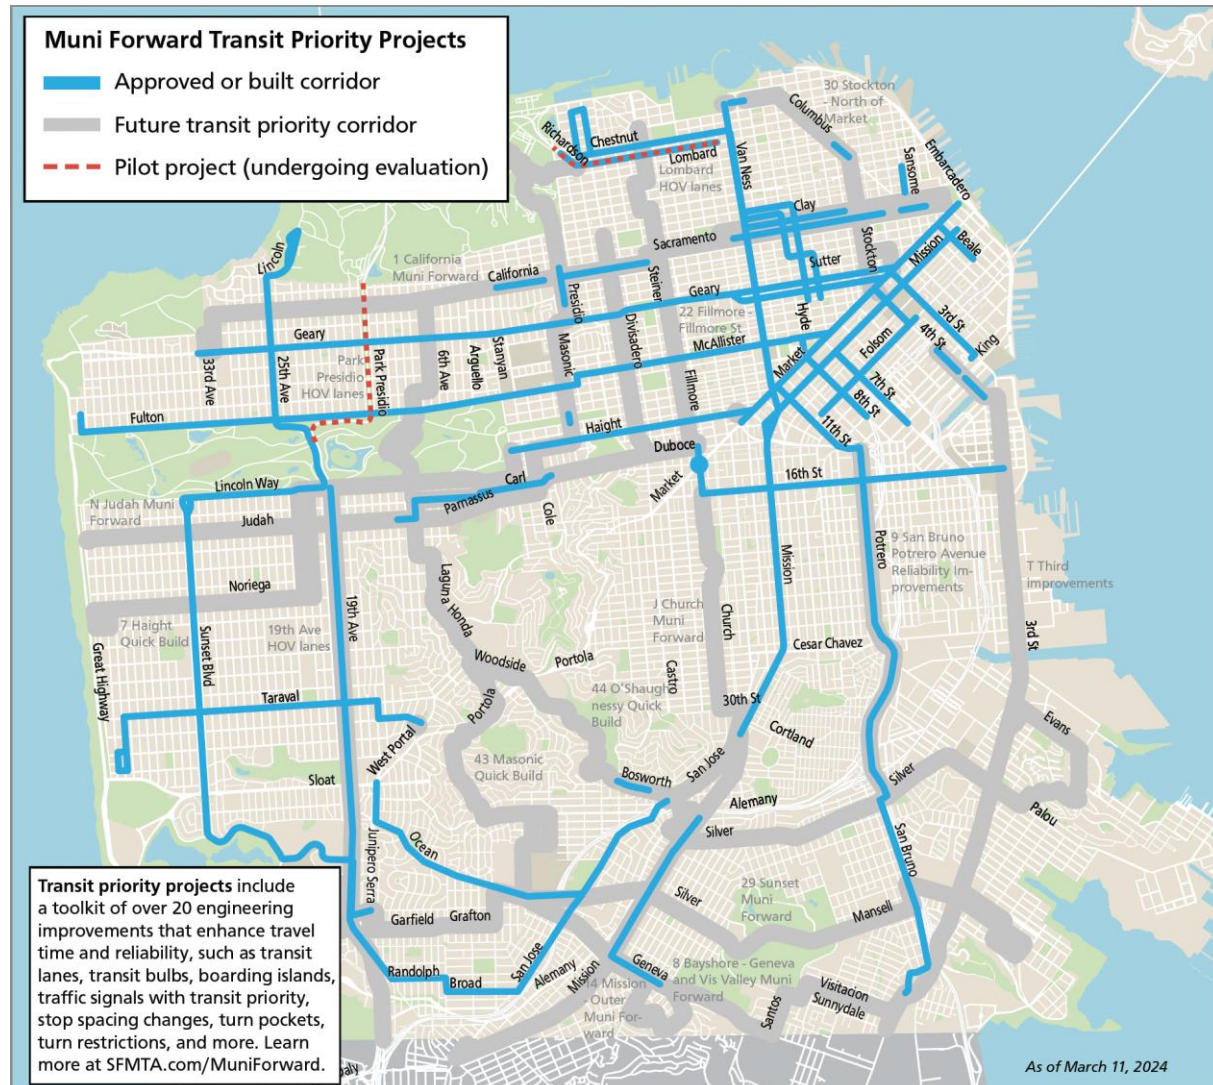 Muni Forward Transit Priority Projects
Approved or built corridor
Future transit priority corridor
Pilot project (undergoing evaluation)
30 Stockton
- North of
Market
Columbus
Richardson
Chestnut
Lombard
Lombard
HOV lanes
Van Ness
Sansome
Embarcadero
Clay
Lincoln
Sacramento
Stockton
Mission
Beale
1 California
Muni Forward
California
Steiner
Sutter
Presidio
Geary
Hyde
22 Fillmore -
Fillmore St
3rd St
Geary
Divisadero
Masonic
McAllister
Market
Folsom
4th St
King
33rd Ave
25th Ave
Park
Presidio
HOV lanes
Park Presidio
6th Ave
Arguello
Stanyan
Fillmore
7th St
8th St
Fulton
Haight
11th St
Duboce
Lincoln Way
Carl
Market
16th St
N Judah Muni
Forward
Parnassus
Cole
Judah
Mission
Potrero
9 San Bruno
Potrero Avenue
Reliability Im-
provements
T Third
improvements
Noriega
Laguna Honda
7 Haight
Quick Build
19th Ave
HOV lanes
19th Ave
J Church
Muni
Forward
Church
3rd St
Great Highway
Sunset Blvd
Woodside
Portola
Castro
Cesar Chavez
Taraval
44 O'Shaugh-
nessy Quick
Build
30th St
Portola
Cortland
Evans
West Portal
43 Masonic
Quick Build
San Jose
Sloat
Bosworth
Silver
Alemany
Palou
Silver
Ocean
San Bruno
Junipero Serra
Silver
29 Sunset
Muni
Forward
Mansell
Garfield
Grafton
San Jose
Randolph
Broad
Alemany
Mission
Geneva
8 Bayshore - Geneva
and Vis Valley Muni
Forward
14 Mission -
Outer
Muni For-
ward
Santos
Visitacion
Sunnydale
Transit priority projects include
a toolkit of over 20 engineering
improvements that enhance travel
time and reliability, such as transit
lanes, transit bulbs, boarding islands,
traffic signals with transit priority,
stop spacing changes, turn pockets,
turn restrictions, and more. Learn
more at SFMTA.com/MuniForward.
As of March 11, 2024